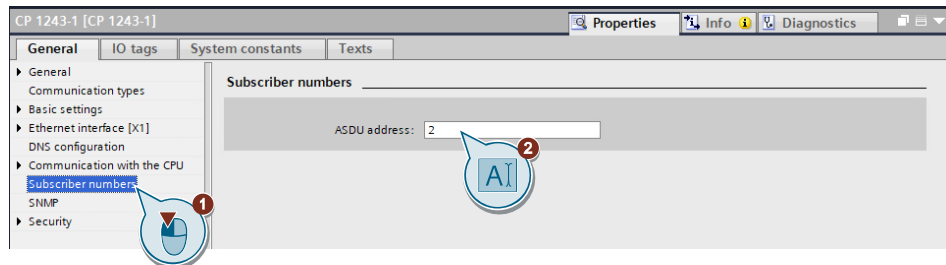 CP 1243-1 [CP 1243-1]
Properties
Info
Diagnostics
General
IO tags
System constants
Texts
General
Communication types
Basic settings
Ethernet interface [X1]
DNS configuration
Communication with the CPU
Subscriber numbers
SNMP
Security
Subscriber numbers
ASDU address: 2
1
2
A